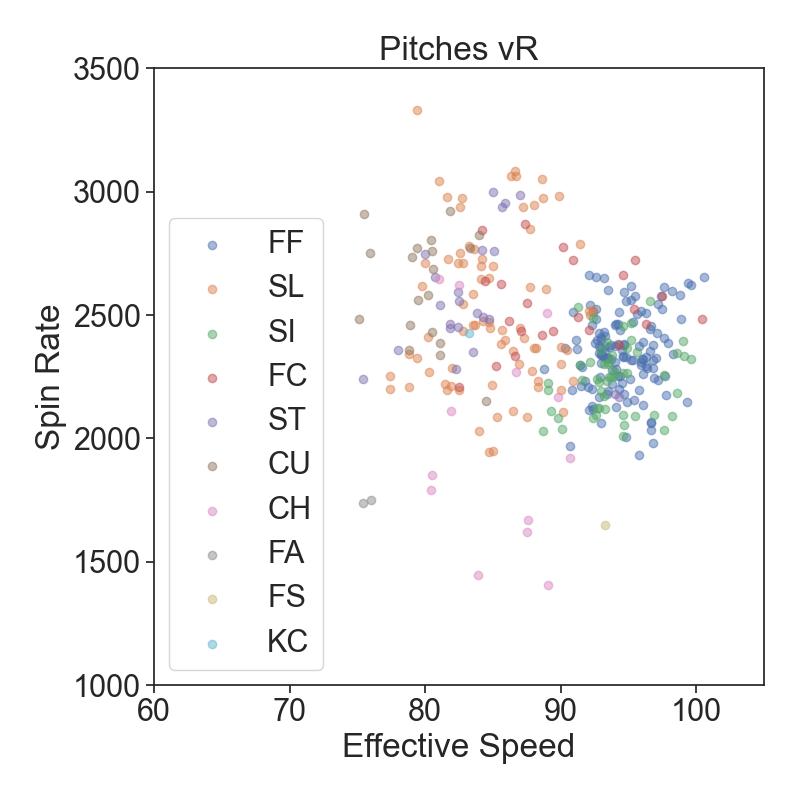 Pitches vR
3500
3000
2500
2000
1500
1000
Spin Rate
FF
SL
SI
FC
ST
CU
CH
FA
FS
KC
60 70 80 90 100
Effective Speed